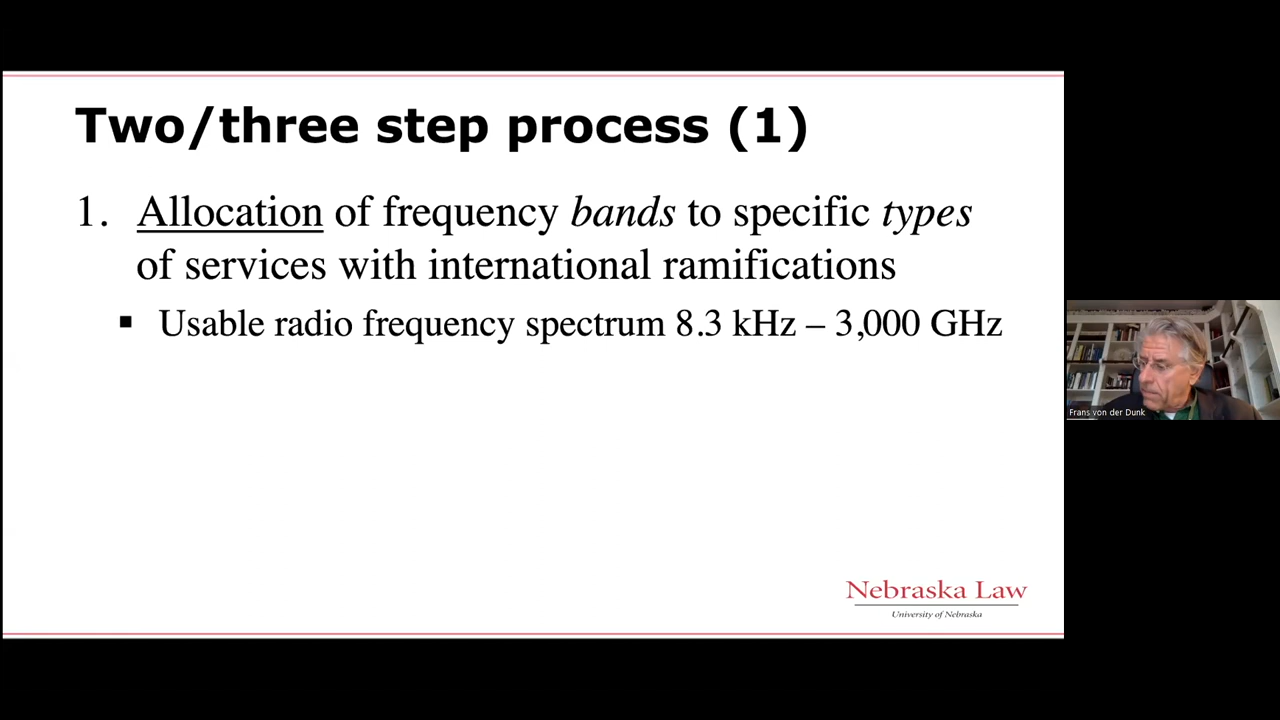 Two/three step process (1)
1. Allocation of frequency bands to specific types
of services with international ramifications
▪ Usable radio frequency spectrum 8.3 kHz – 3,000 GHz
Frans von der Dunk
Nebraska Law
University of Nebraska